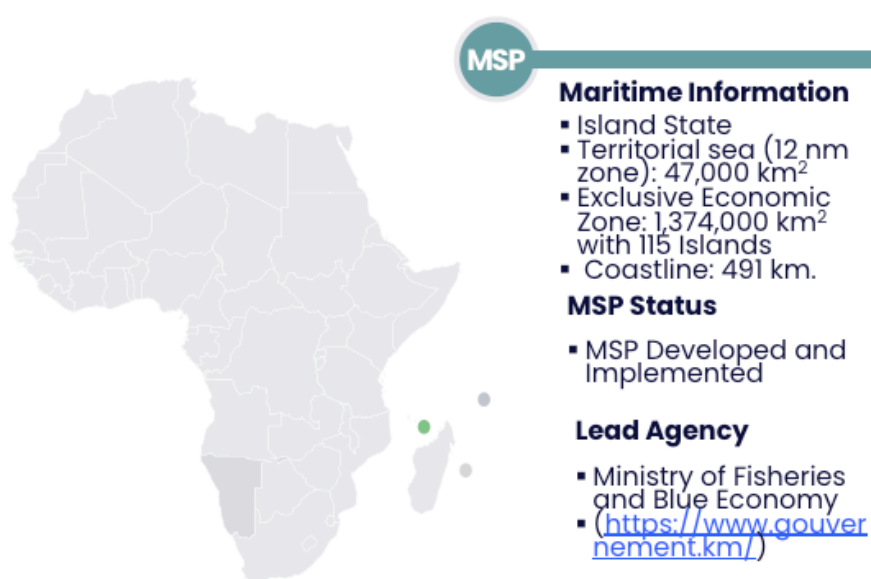 MSP
Maritime Information
▪ Island State
▪ Territorial sea (12 nm
zone): 47,000 km²
▪ Exclusive Economic
Zone: 1,374,000 km²
with 115 Islands
▪ Coastline: 491 km.
MSP Status
▪ MSP Developed and
Implemented
Lead Agency
▪ Ministry of Fisheries
and Blue Economy
▪ (https://www.gouver
nement.km/)